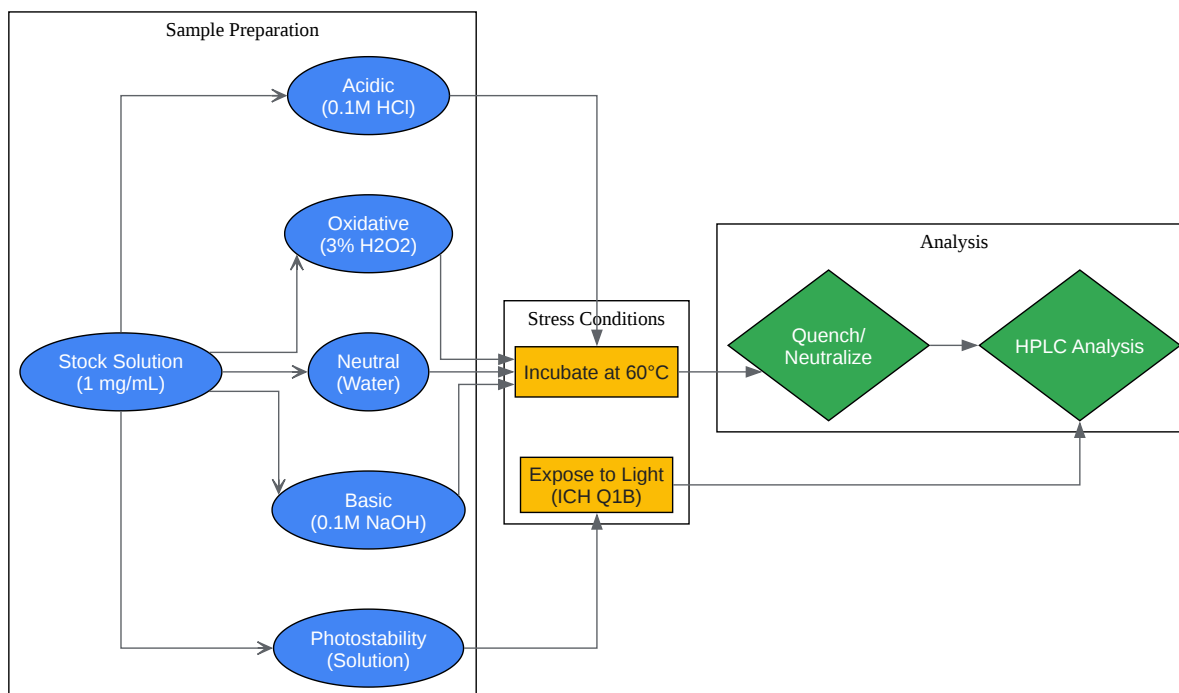 Sample Preparation
Acidic
(0.1M HCl)
Oxidative
(3% H2O2)
Stock Solution
(1 mg/mL)
Neutral
(Water)
Basic
(0.1M NaOH)
Photostability
(Solution)
Stress Conditions
Incubate at 60°C
Expose to Light
(ICH Q1B)
Analysis
Quench/
Neutralize
HPLC Analysis